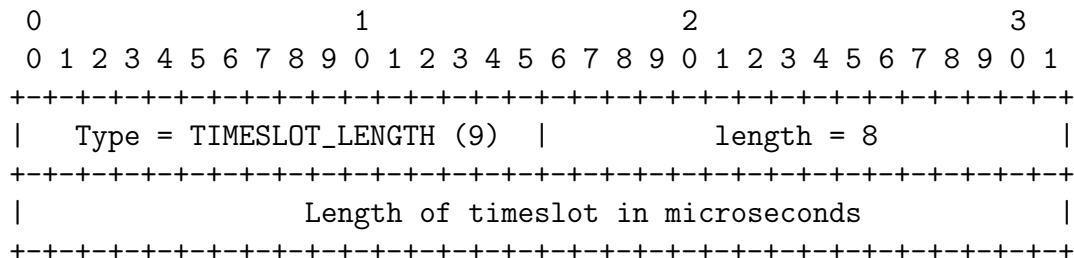 0                   1                   2                   3
 0 1 2 3 4 5 6 7 8 9 0 1 2 3 4 5 6 7 8 9 0 1 2 3 4 5 6 7 8 9 0 1
+-+-+-+-+-+-+-+-+-+-+-+-+-+-+-+-+-+-+-+-+-+-+-+-+-+-+-+-+-+-+-+-+
|   Type = TIMESLOT_LENGTH (9)  |          length = 8           |
+-+-+-+-+-+-+-+-+-+-+-+-+-+-+-+-+-+-+-+-+-+-+-+-+-+-+-+-+-+-+-+-+
|                 Length of timeslot in microseconds            |
+-+-+-+-+-+-+-+-+-+-+-+-+-+-+-+-+-+-+-+-+-+-+-+-+-+-+-+-+-+-+-+-+